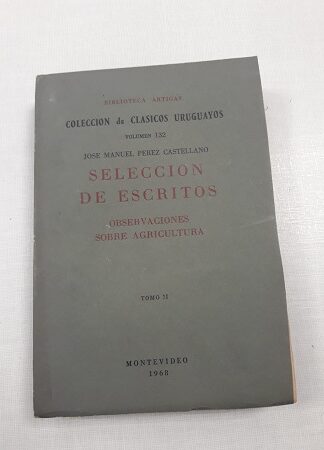 BIBLIOTECA ARTIGAS
COLECCION de CLASICOS URUGUAYOS
VOLUMEN 132
JOSE MANUEL PEREZ CASTELLANO
SELECCION
DE ESCRITOS
OBSERVACIONES
SOBRE AGRICULTURA
TOMO II
MONTEVIDEO
1968